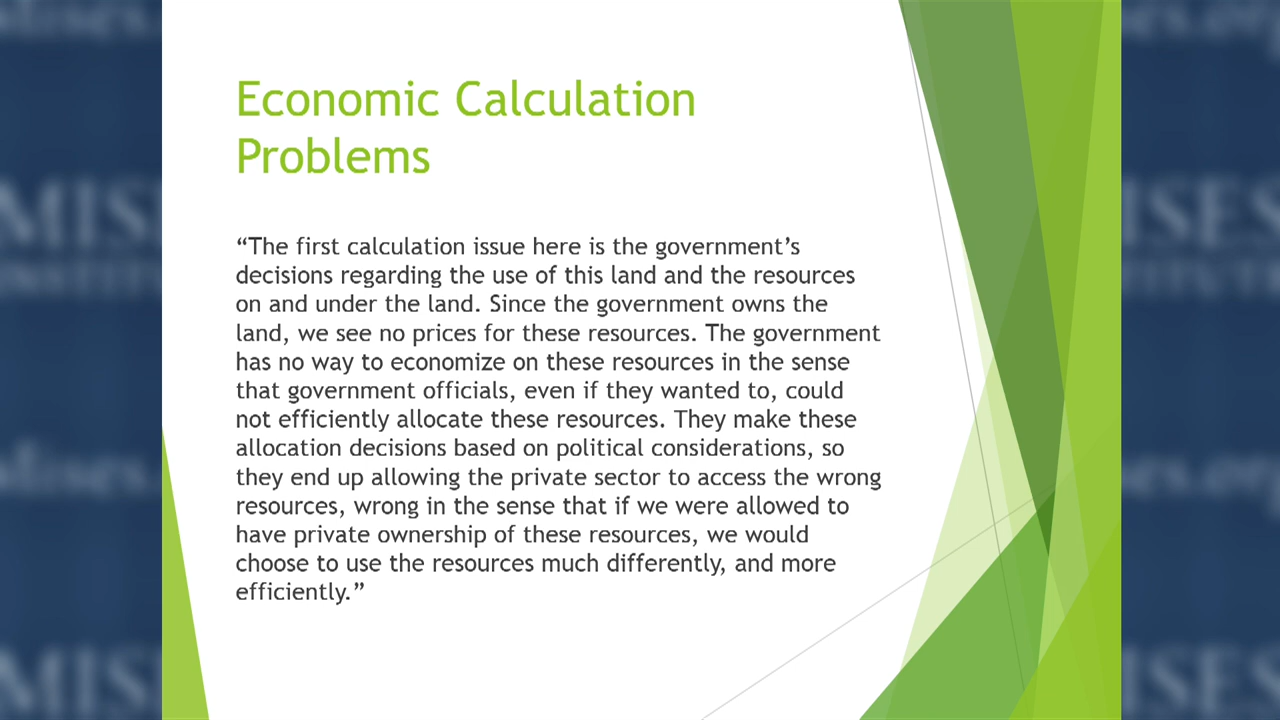 Economic Calculation
Problems
“The first calculation issue here is the government’s
decisions regarding the use of this land and the resources
on and under the land. Since the government owns the
land, we see no prices for these resources. The government
has no way to economize on these resources in the sense
that government officials, even if they wanted to, could
not efficiently allocate these resources. They make these
allocation decisions based on political considerations, so
they end up allowing the private sector to access the wrong
resources, wrong in the sense that if we were allowed to
have private ownership of these resources, we would
choose to use the resources much differently, and more
efficiently.”